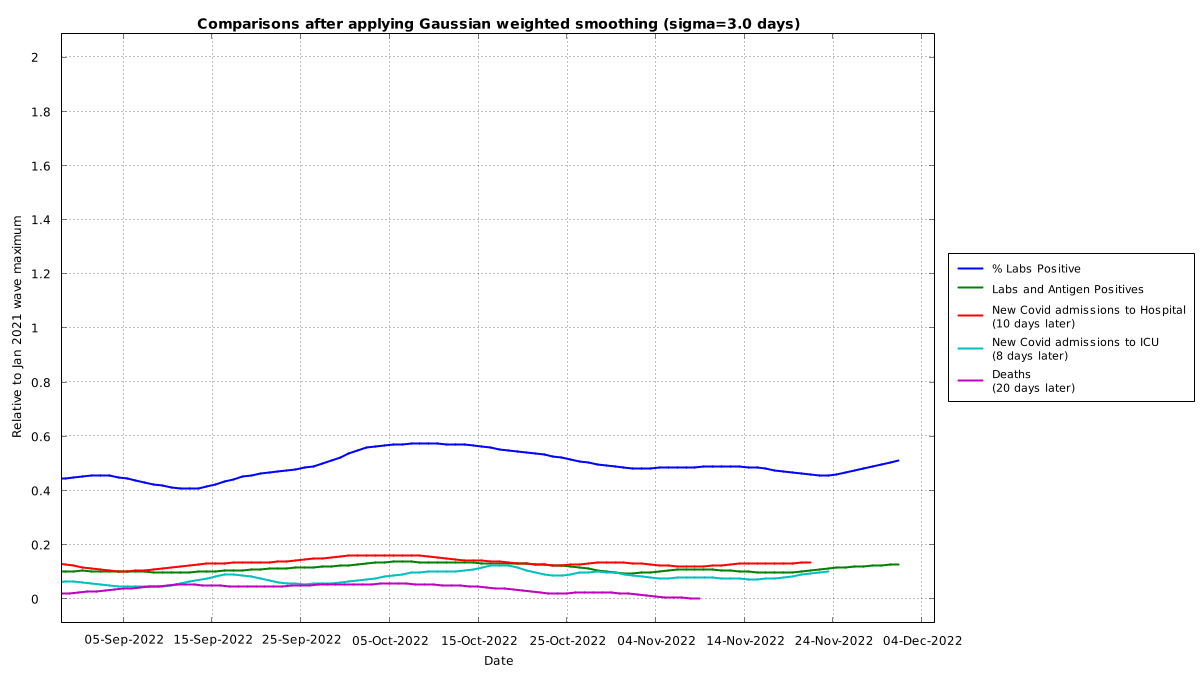 Comparisons after applying Gaussian weighted smoothing (sigma=3.0 days)
Relative to Jan 2021 wave maximum
2
1.8
1.6
1.4
1.2
1
0.8
0.6
0.4
0.2
0
05-Sep-2022 15-Sep-2022 25-Sep-2022 05-Oct-2022 15-Oct-2022 25-Oct-2022 04-Nov-2022 14-Nov-2022 24-Nov-2022 04-Dec-2022
Date
% Labs Positive
Labs and Antigen Positives
New Covid admissions to Hospital
(10 days later)
New Covid admissions to ICU
(8 days later)
Deaths
(20 days later)